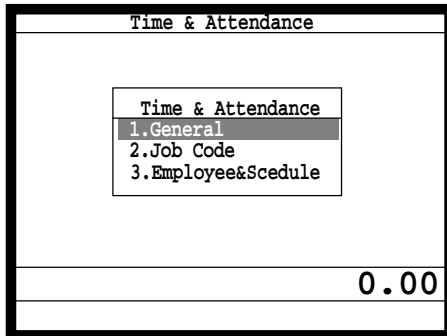 Time & Attendance
Time & Attendance
1.General
2.Job Code
3.Employee&Scedule
0.00